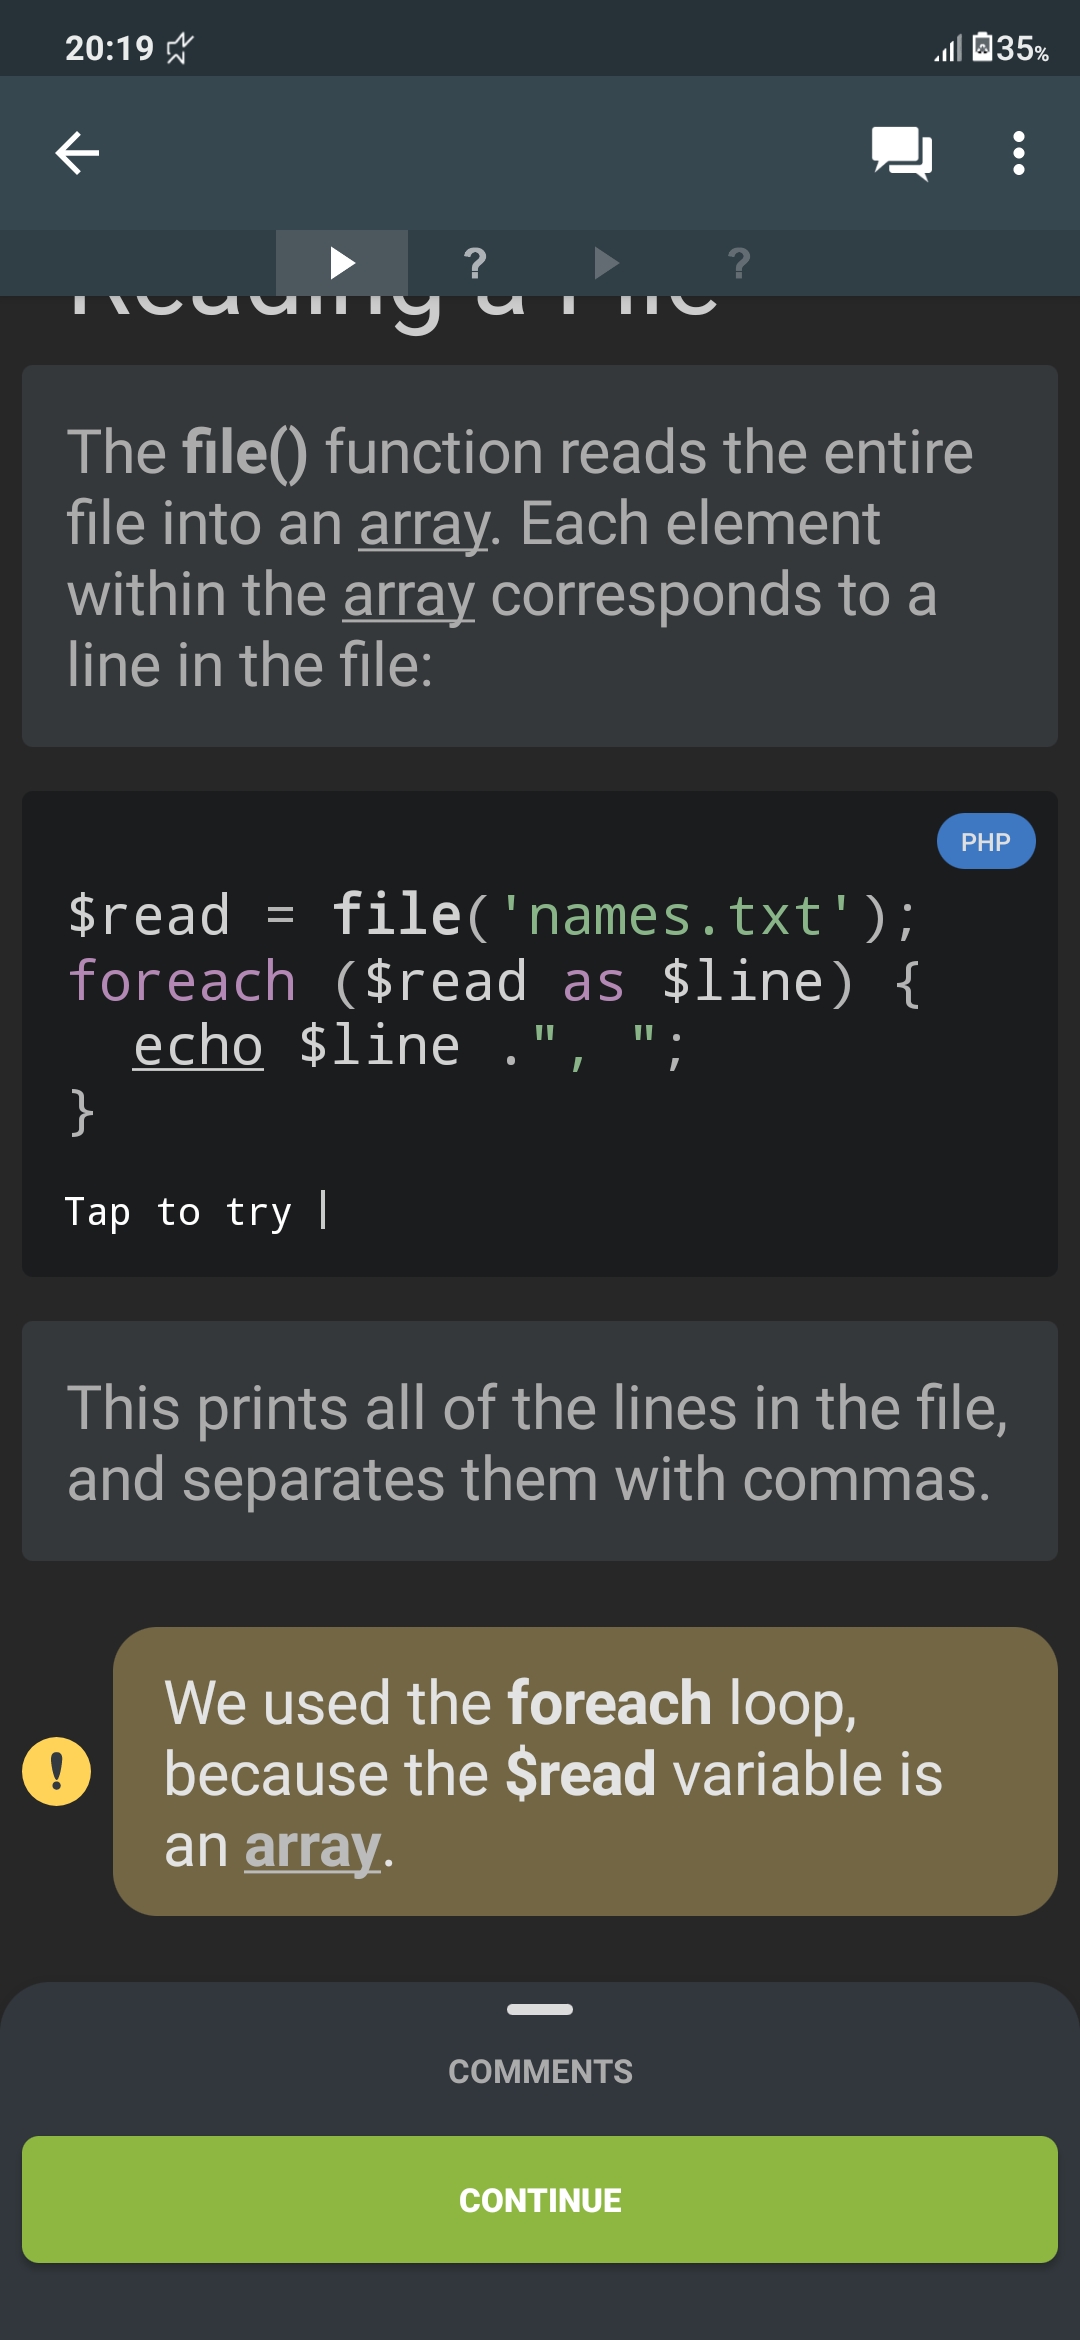 20:19
35%
? ?
Reading a File
The file() function reads the entire
file into an array. Each element
within the array corresponds to a
line in the file:
PHP
$read = file('names.txt');
foreach ($read as $line) {
  echo $line .", ";
}
Tap to try |
This prints all of the lines in the file,
and separates them with commas.
!
We used the foreach loop,
because the $read variable is
an array.
COMMENTS
CONTINUE